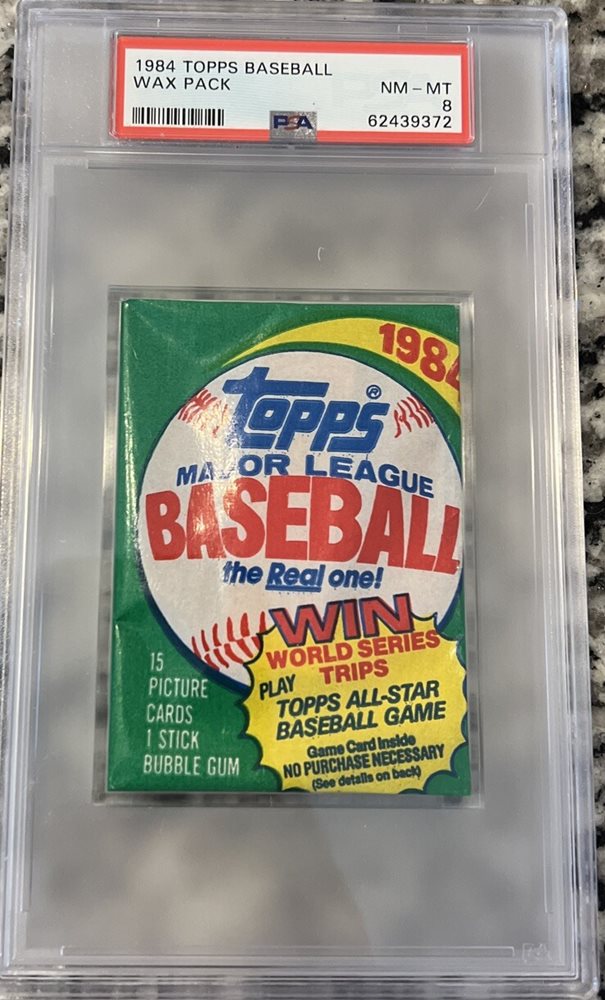 1984 TOPPS BASEBALL
WAX PACK
NM - MT
8
62439372
PSA
1984
topps®
MAJOR LEAGUE
BASEBALL
the Real one!
WIN
WORLD SERIES
TRIPS
PLAY
TOPPS ALL-STAR
BASEBALL GAME
Game Card Inside
NO PURCHASE NECESSARY
(See details on back)
15
PICTURE
CARDS
1 STICK
BUBBLE GUM